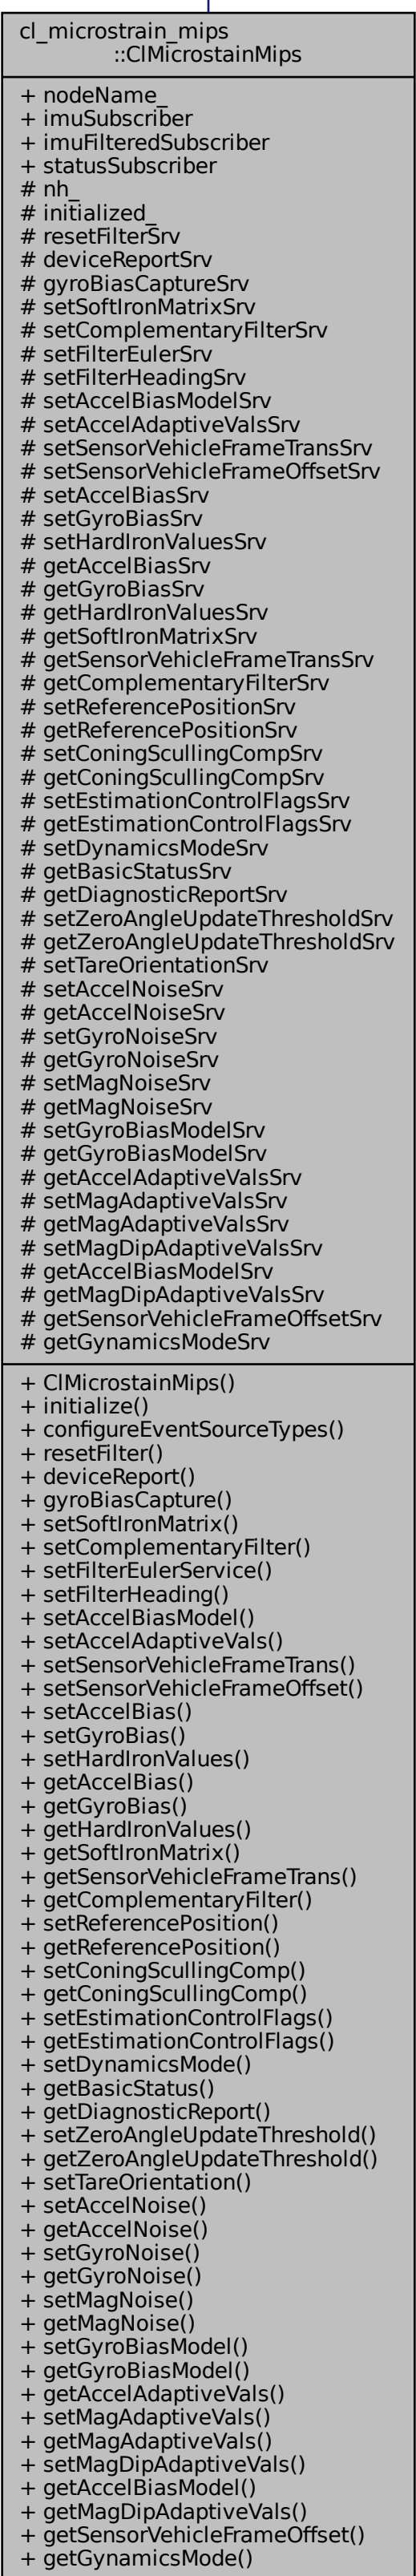 cl_microstrain_mips
::ClMicrostainMips
+ nodeName_
+ imuSubscriber
+ imuFilteredSubscriber
+ statusSubscriber
# nh_
# initialized_
# resetFilterSrv
# deviceReportSrv
# gyroBiasCaptureSrv
# setSoftIronMatrixSrv
# setComplementaryFilterSrv
# setFilterEulerSrv
# setFilterHeadingSrv
# setAccelBiasModelSrv
# setAccelAdaptiveValsSrv
# setSensorVehicleFrameTransSrv
# setSensorVehicleFrameOffsetSrv
# setAccelBiasSrv
# setGyroBiasSrv
# setHardIronValuesSrv
# getAccelBiasSrv
# getGyroBiasSrv
# getHardIronValuesSrv
# getSoftIronMatrixSrv
# getSensorVehicleFrameTransSrv
# getComplementaryFilterSrv
# setReferencePositionSrv
# getReferencePositionSrv
# setConingScullingCompSrv
# getConingScullingCompSrv
# setEstimationControlFlagsSrv
# getEstimationControlFlagsSrv
# setDynamicsModeSrv
# getBasicStatusSrv
# getDiagnosticReportSrv
# setZeroAngleUpdateThresholdSrv
# getZeroAngleUpdateThresholdSrv
# setTareOrientationSrv
# setAccelNoiseSrv
# getAccelNoiseSrv
# setGyroNoiseSrv
# getGyroNoiseSrv
# setMagNoiseSrv
# getMagNoiseSrv
# setGyroBiasModelSrv
# getGyroBiasModelSrv
# getAccelAdaptiveValsSrv
# setMagAdaptiveValsSrv
# getMagAdaptiveValsSrv
# setMagDipAdaptiveValsSrv
# getAccelBiasModelSrv
# getMagDipAdaptiveValsSrv
# getSensorVehicleFrameOffsetSrv
# getGynamicsModeSrv
+ ClMicrostainMips()
+ initialize()
+ configureEventSourceTypes()
+ resetFilter()
+ deviceReport()
+ gyroBiasCapture()
+ setSoftIronMatrix()
+ setComplementaryFilter()
+ setFilterEulerService()
+ setFilterHeading()
+ setAccelBiasModel()
+ setAccelAdaptiveVals()
+ setSensorVehicleFrameTrans()
+ setSensorVehicleFrameOffset()
+ setAccelBias()
+ setGyroBias()
+ setHardIronValues()
+ getAccelBias()
+ getGyroBias()
+ getHardIronValues()
+ getSoftIronMatrix()
+ getSensorVehicleFrameTrans()
+ getComplementaryFilter()
+ setReferencePosition()
+ getReferencePosition()
+ setConingScullingComp()
+ getConingScullingComp()
+ setEstimationControlFlags()
+ getEstimationControlFlags()
+ setDynamicsMode()
+ getBasicStatus()
+ getDiagnosticReport()
+ setZeroAngleUpdateThreshold()
+ getZeroAngleUpdateThreshold()
+ setTareOrientation()
+ setAccelNoise()
+ getAccelNoise()
+ setGyroNoise()
+ getGyroNoise()
+ setMagNoise()
+ getMagNoise()
+ setGyroBiasModel()
+ getGyroBiasModel()
+ getAccelAdaptiveVals()
+ setMagAdaptiveVals()
+ getMagAdaptiveVals()
+ setMagDipAdaptiveVals()
+ getAccelBiasModel()
+ getMagDipAdaptiveVals()
+ getSensorVehicleFrameOffset()
+ getGynamicsMode()